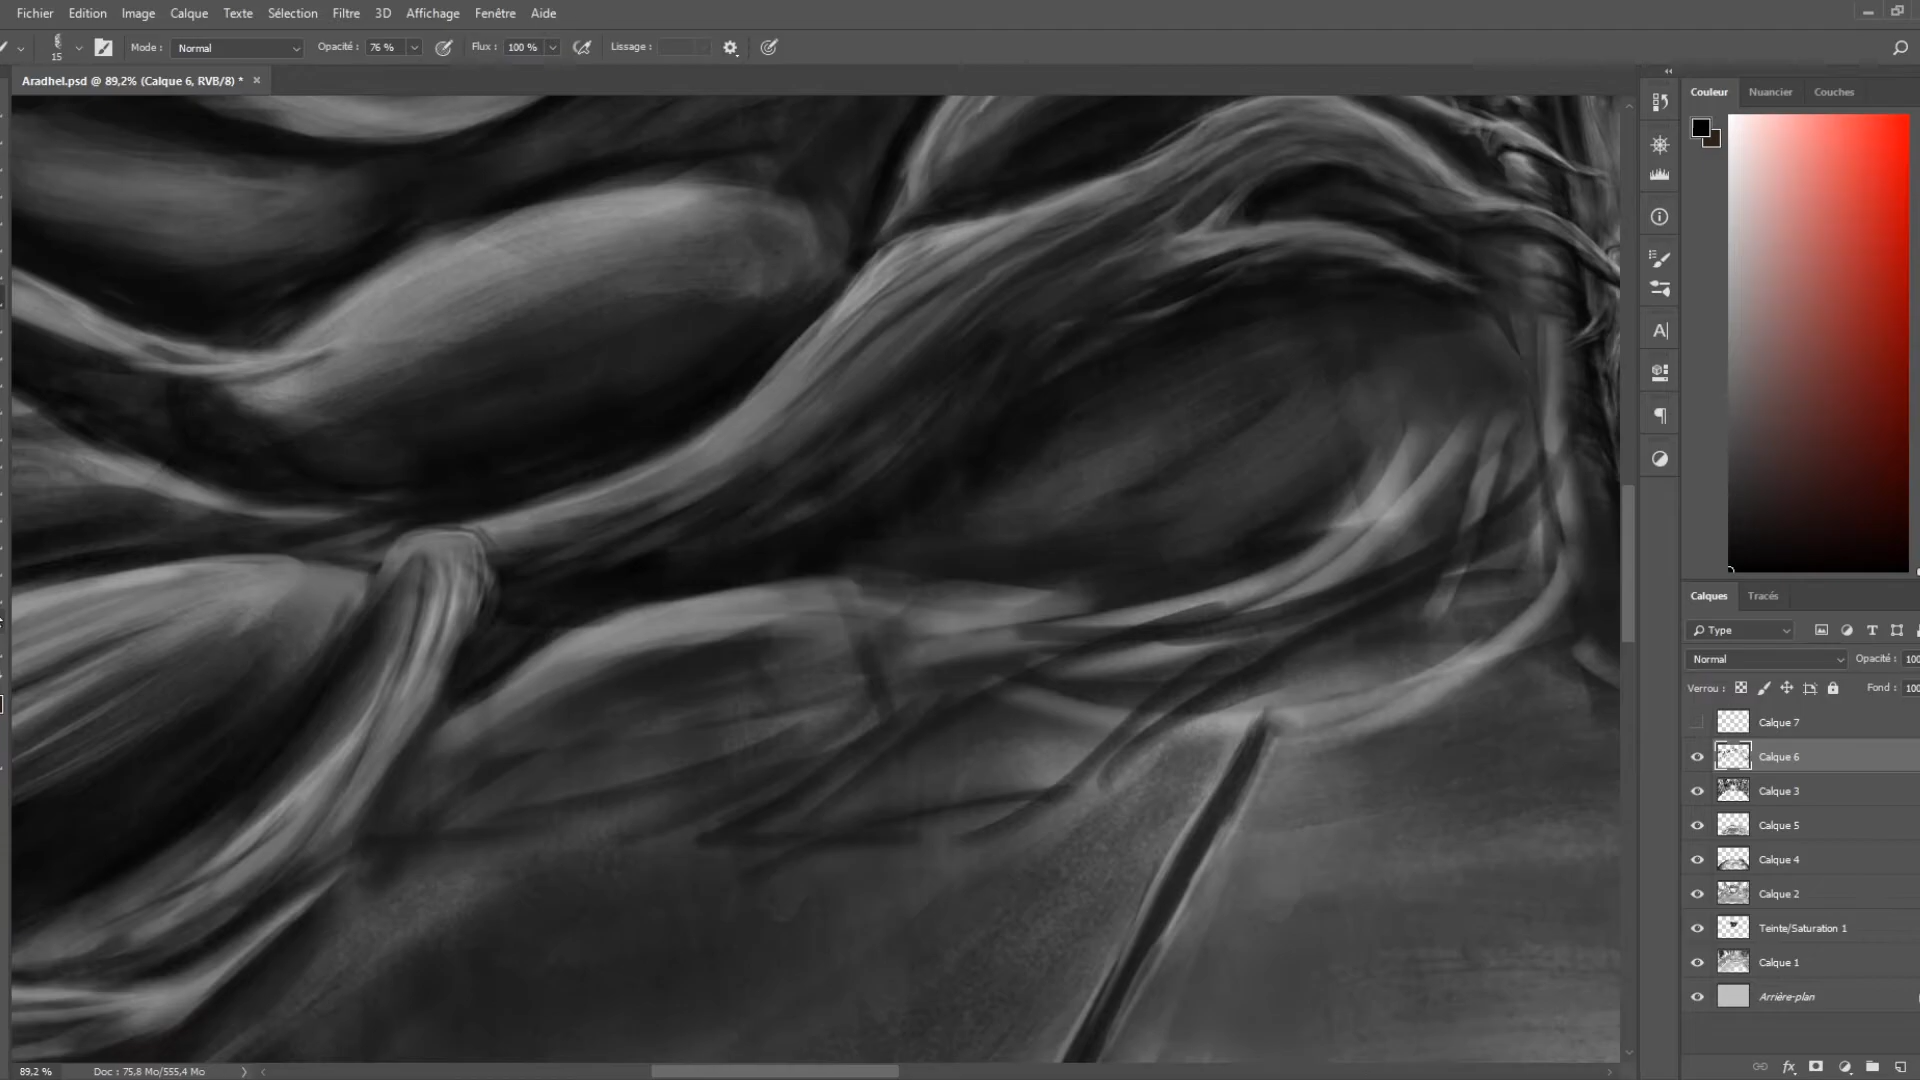 Fichier Edition Image Calque Texte Sélection Filtre 3D Affichage Fenêtre Aide
15 Mode : Normal Opacité : 76 % Flux : 100 % Lissage :
Aradhel.psd @ 89,2% (Calque 6, RVB/8) *
Couleur Nuancier Couches
Calques Tracés
Type
Normal Opacité : 100
Verrou : Fond : 100
Calque 7
Calque 6
Calque 3
Calque 5
Calque 4
Calque 2
Teinte/Saturation 1
Calque 1
Arrière-plan
89,2 % Doc : 75,8 Mo/555,4 Mo